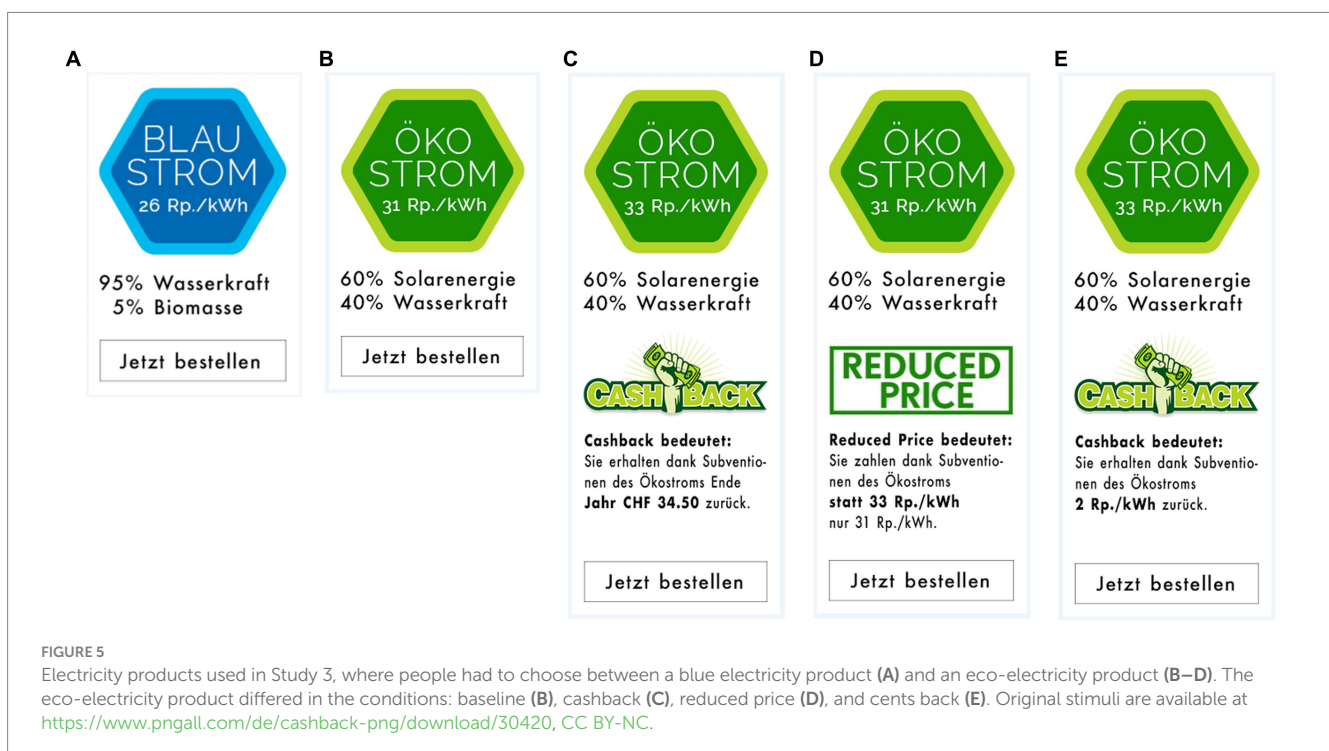 A
BLAU
STROM
26 Rp./kWh
95% Wasserkraft
5% Biomasse
Jetzt bestellen
B
ÖKO
STROM
31 Rp./kWh
60% Solarenergie
40% Wasserkraft
Jetzt bestellen
C
ÖKO
STROM
33 Rp./kWh
60% Solarenergie
40% Wasserkraft
CASHBACK
Cashback bedeutet:
Sie erhalten dank Subventio-
nen des Ökostroms Ende
Jahr CHF 34.50 zurück.
Jetzt bestellen
D
ÖKO
STROM
31 Rp./kWh
60% Solarenergie
40% Wasserkraft
REDUCED
PRICE
Reduced Price bedeutet:
Sie zahlen dank Subventio-
nen des Ökostroms
statt 33 Rp./kWh
nur 31 Rp./kWh.
Jetzt bestellen
E
ÖKO
STROM
33 Rp./kWh
60% Solarenergie
40% Wasserkraft
CASHBACK
Cashback bedeutet:
Sie erhalten dank Subventio-
nen des Ökostroms
2 Rp./kWh zurück.
Jetzt bestellen
FIGURE 5
Electricity products used in Study 3, where people had to choose between a blue electricity product (A) and an eco-electricity product (B–D). The
eco-electricity product differed in the conditions: baseline (B), cashback (C), reduced price (D), and cents back (E). Original stimuli are available at
https://www.pngall.com/de/cashback-png/download/30420, CC BY-NC.